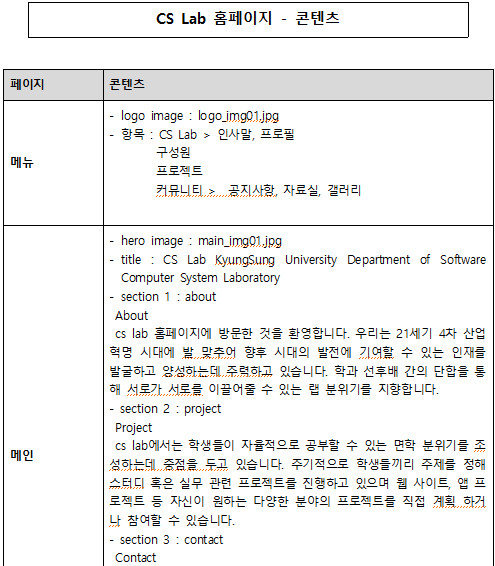 CS Lab 홈페이지 - 콘텐츠
페이지
콘텐츠
메뉴
- logo image : logo_img01.jpg
- 항목 : CS Lab > 인사말, 프로필
구성원
프로젝트
커뮤니티 > 공지사항, 자료실, 갤러리
메인
- hero image : main_img01.jpg
- title : CS Lab KyungSung University Department of Software
Computer System Laboratory
- section 1 : about
About
cs lab 홈페이지에 방문한 것을 환영합니다. 우리는 21세기 4차 산업
혁명 시대에 발 맞추어 향후 시대의 발전에 기여할 수 있는 인재를
발굴하고 양성하는데 주력하고 있습니다. 학과 선후배 간의 단합을 통
해 서로가 서로를 이끌어줄 수 있는 랩 분위기를 지향합니다.
- section 2 : project
Project
cs lab에서는 학생들이 자율적으로 공부할 수 있는 면학 분위기를 조
성하는데 중점을 두고 있습니다. 주기적으로 학생들끼리 주제를 정해
스터디 혹은 실무 관련 프로젝트를 진행하고 있으며 웹 사이트, 앱 프
로젝트 등 자신이 원하는 다양한 분야의 프로젝트를 직접 계획 하거
나 참여할 수 있습니다.
- section 3 : contact
Contact